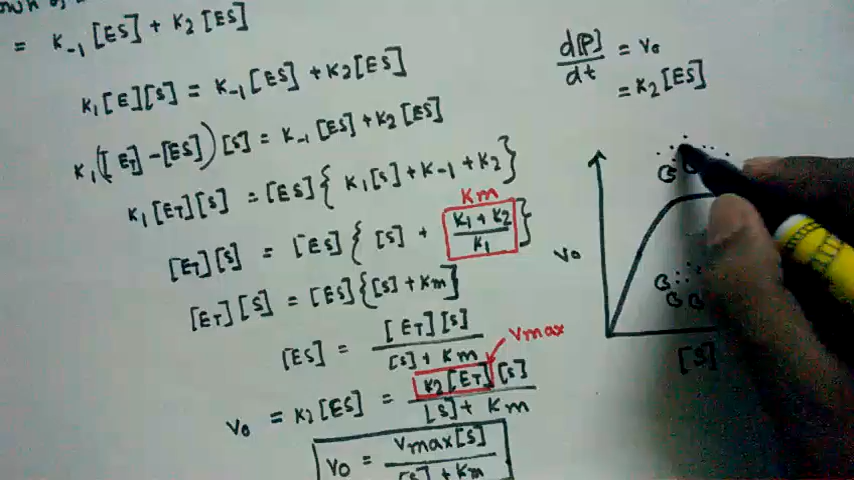 = K-1 [ES] + K2 [ES]
K1 [E][S] = K-1 [ES] + K2 [ES]
K1 ([ET] - [ES]) [S] = K-1 [ES] + K2 [ES]
K1 [ET][S] = [ES] { K1[S] + K-1 + K2 }
Km
[ET][S] = [ES] { [S] + K1 + K2 / K1 }
[ET][S] = [ES] {[S] + Km}
[ES] = [ET][S] / [S] + Km
Vmax
V0 = K2 [ES] = K2 [ET] [S] / [S] + Km
V0 = Vmax[S] / [S] + Km
d[P] / dt = V0
= K2 [ES]
V0
[S]